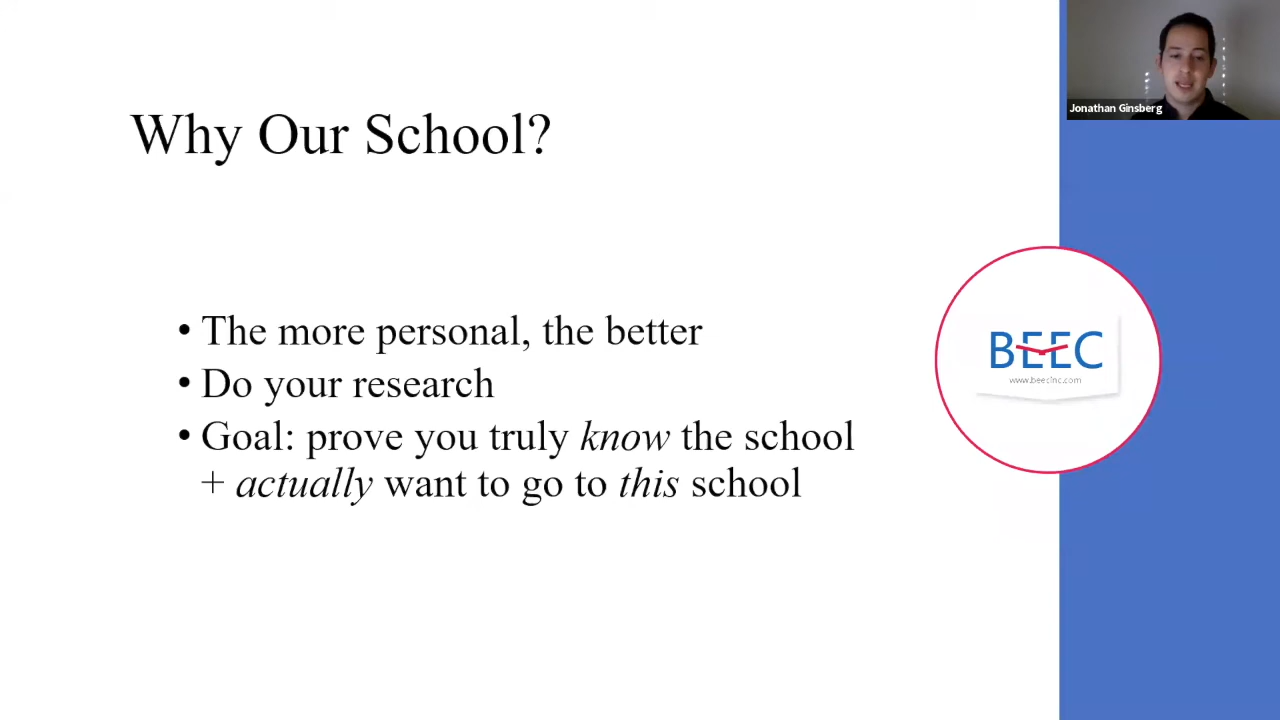 Jonathan Ginsberg
Why Our School?
• The more personal, the better
• Do your research
• Goal: prove you truly know the school
+ actually want to go to this school
BEEC
www.beecinc.com